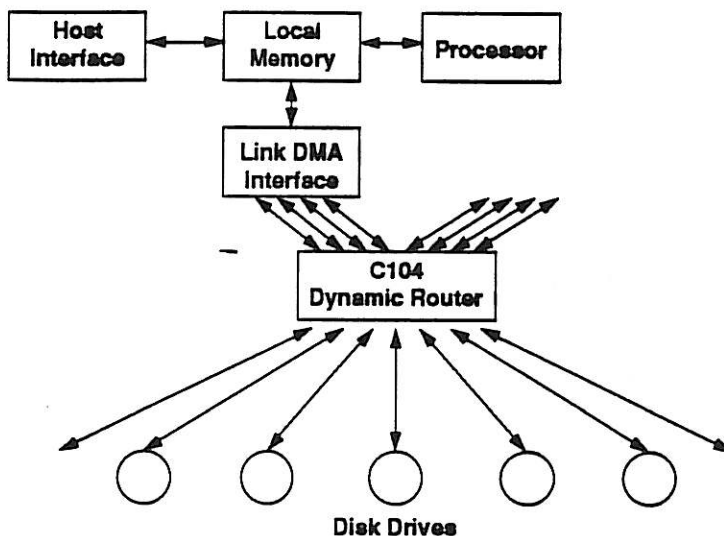 Host
Interface
Local
Memory
Processor
Link DMA
Interface
C104
Dynamic Router
Disk Drives